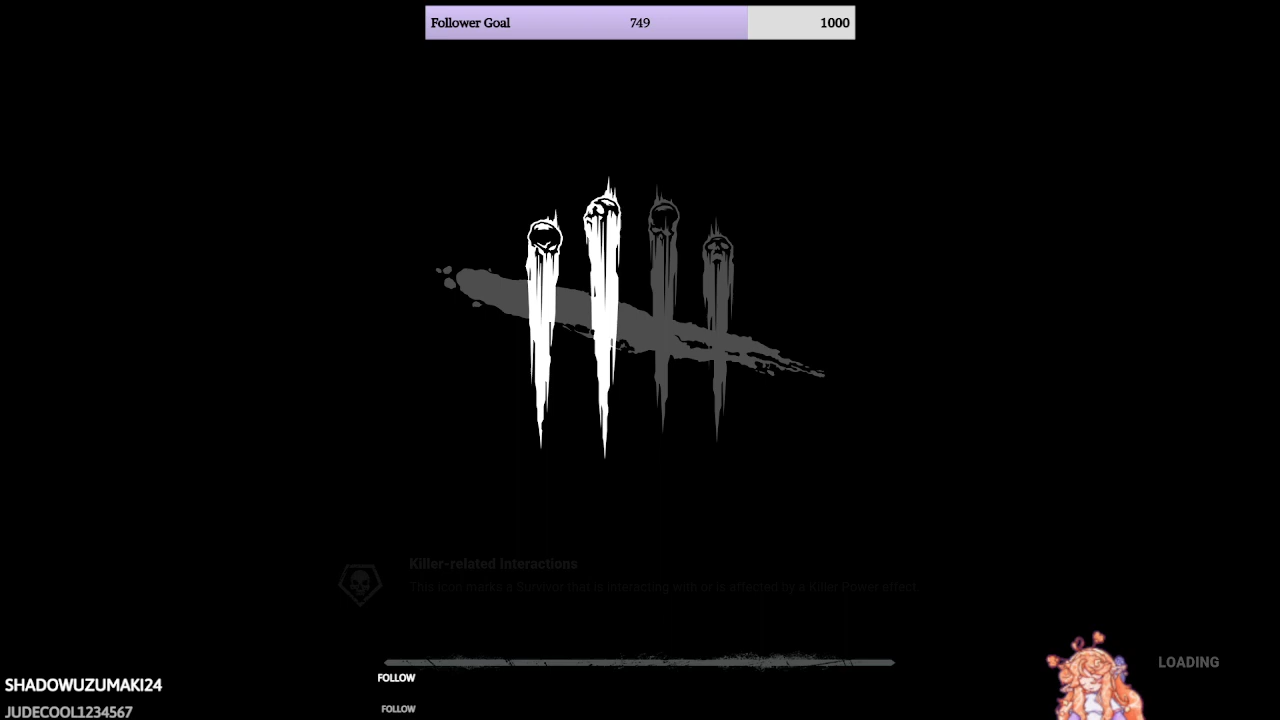 Follower Goal 749 1000
Killer-related Interactions
This icon marks a Survivor that is interacting with or is affected by a Killer Power effect
LOADING
FOLLOW
SHADOWUZUMAKI24
FOLLOW
JUDECOOL1234567